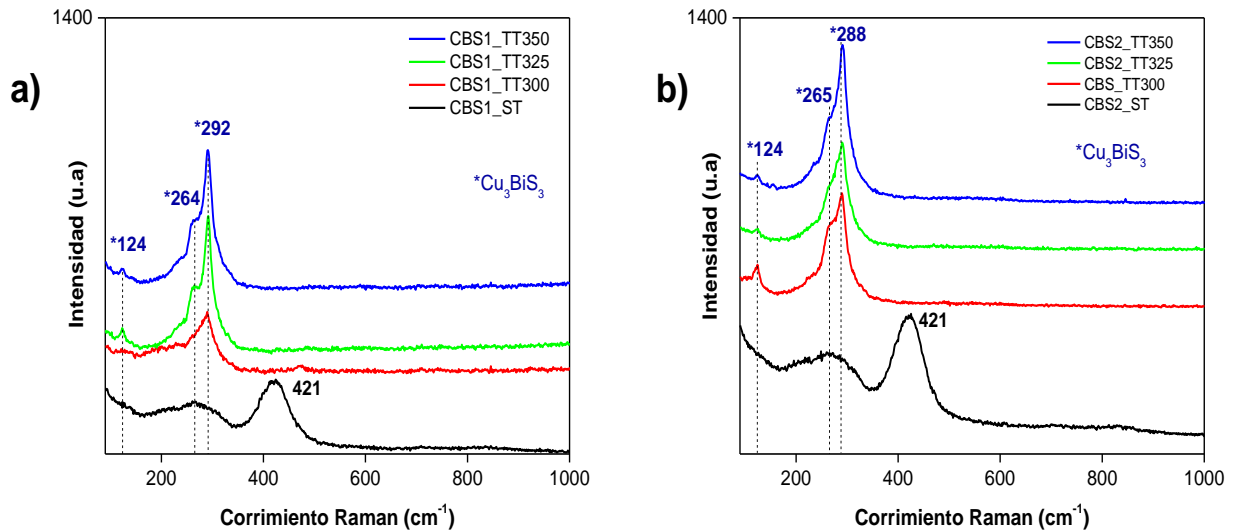 a)
1400
CBS1_TT350
CBS1_TT325
CBS1_TT300
CBS1_ST
*292
*264
*124
*Cu₃BiS₃
421
Intensidad (u.a)
200 400 600 800 1000
Corrimiento Raman (cm⁻¹)
b)
1400
CBS2_TT350
CBS2_TT325
CBS_TT300
CBS2_ST
*288
*265
*124
*Cu₃BiS₃
421
Intensidad (u.a)
200 400 600 800 1000
Corrimiento Raman (cm⁻¹)